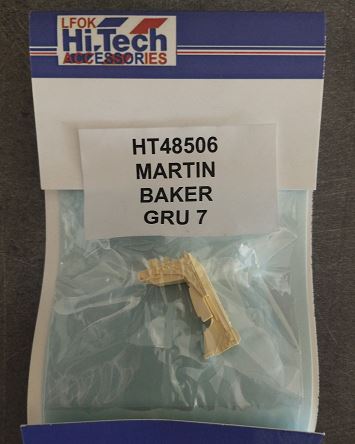 LFOK
Hi.Tech
ACCESSORIES
HT48506
MARTIN
BAKER
GRU 7